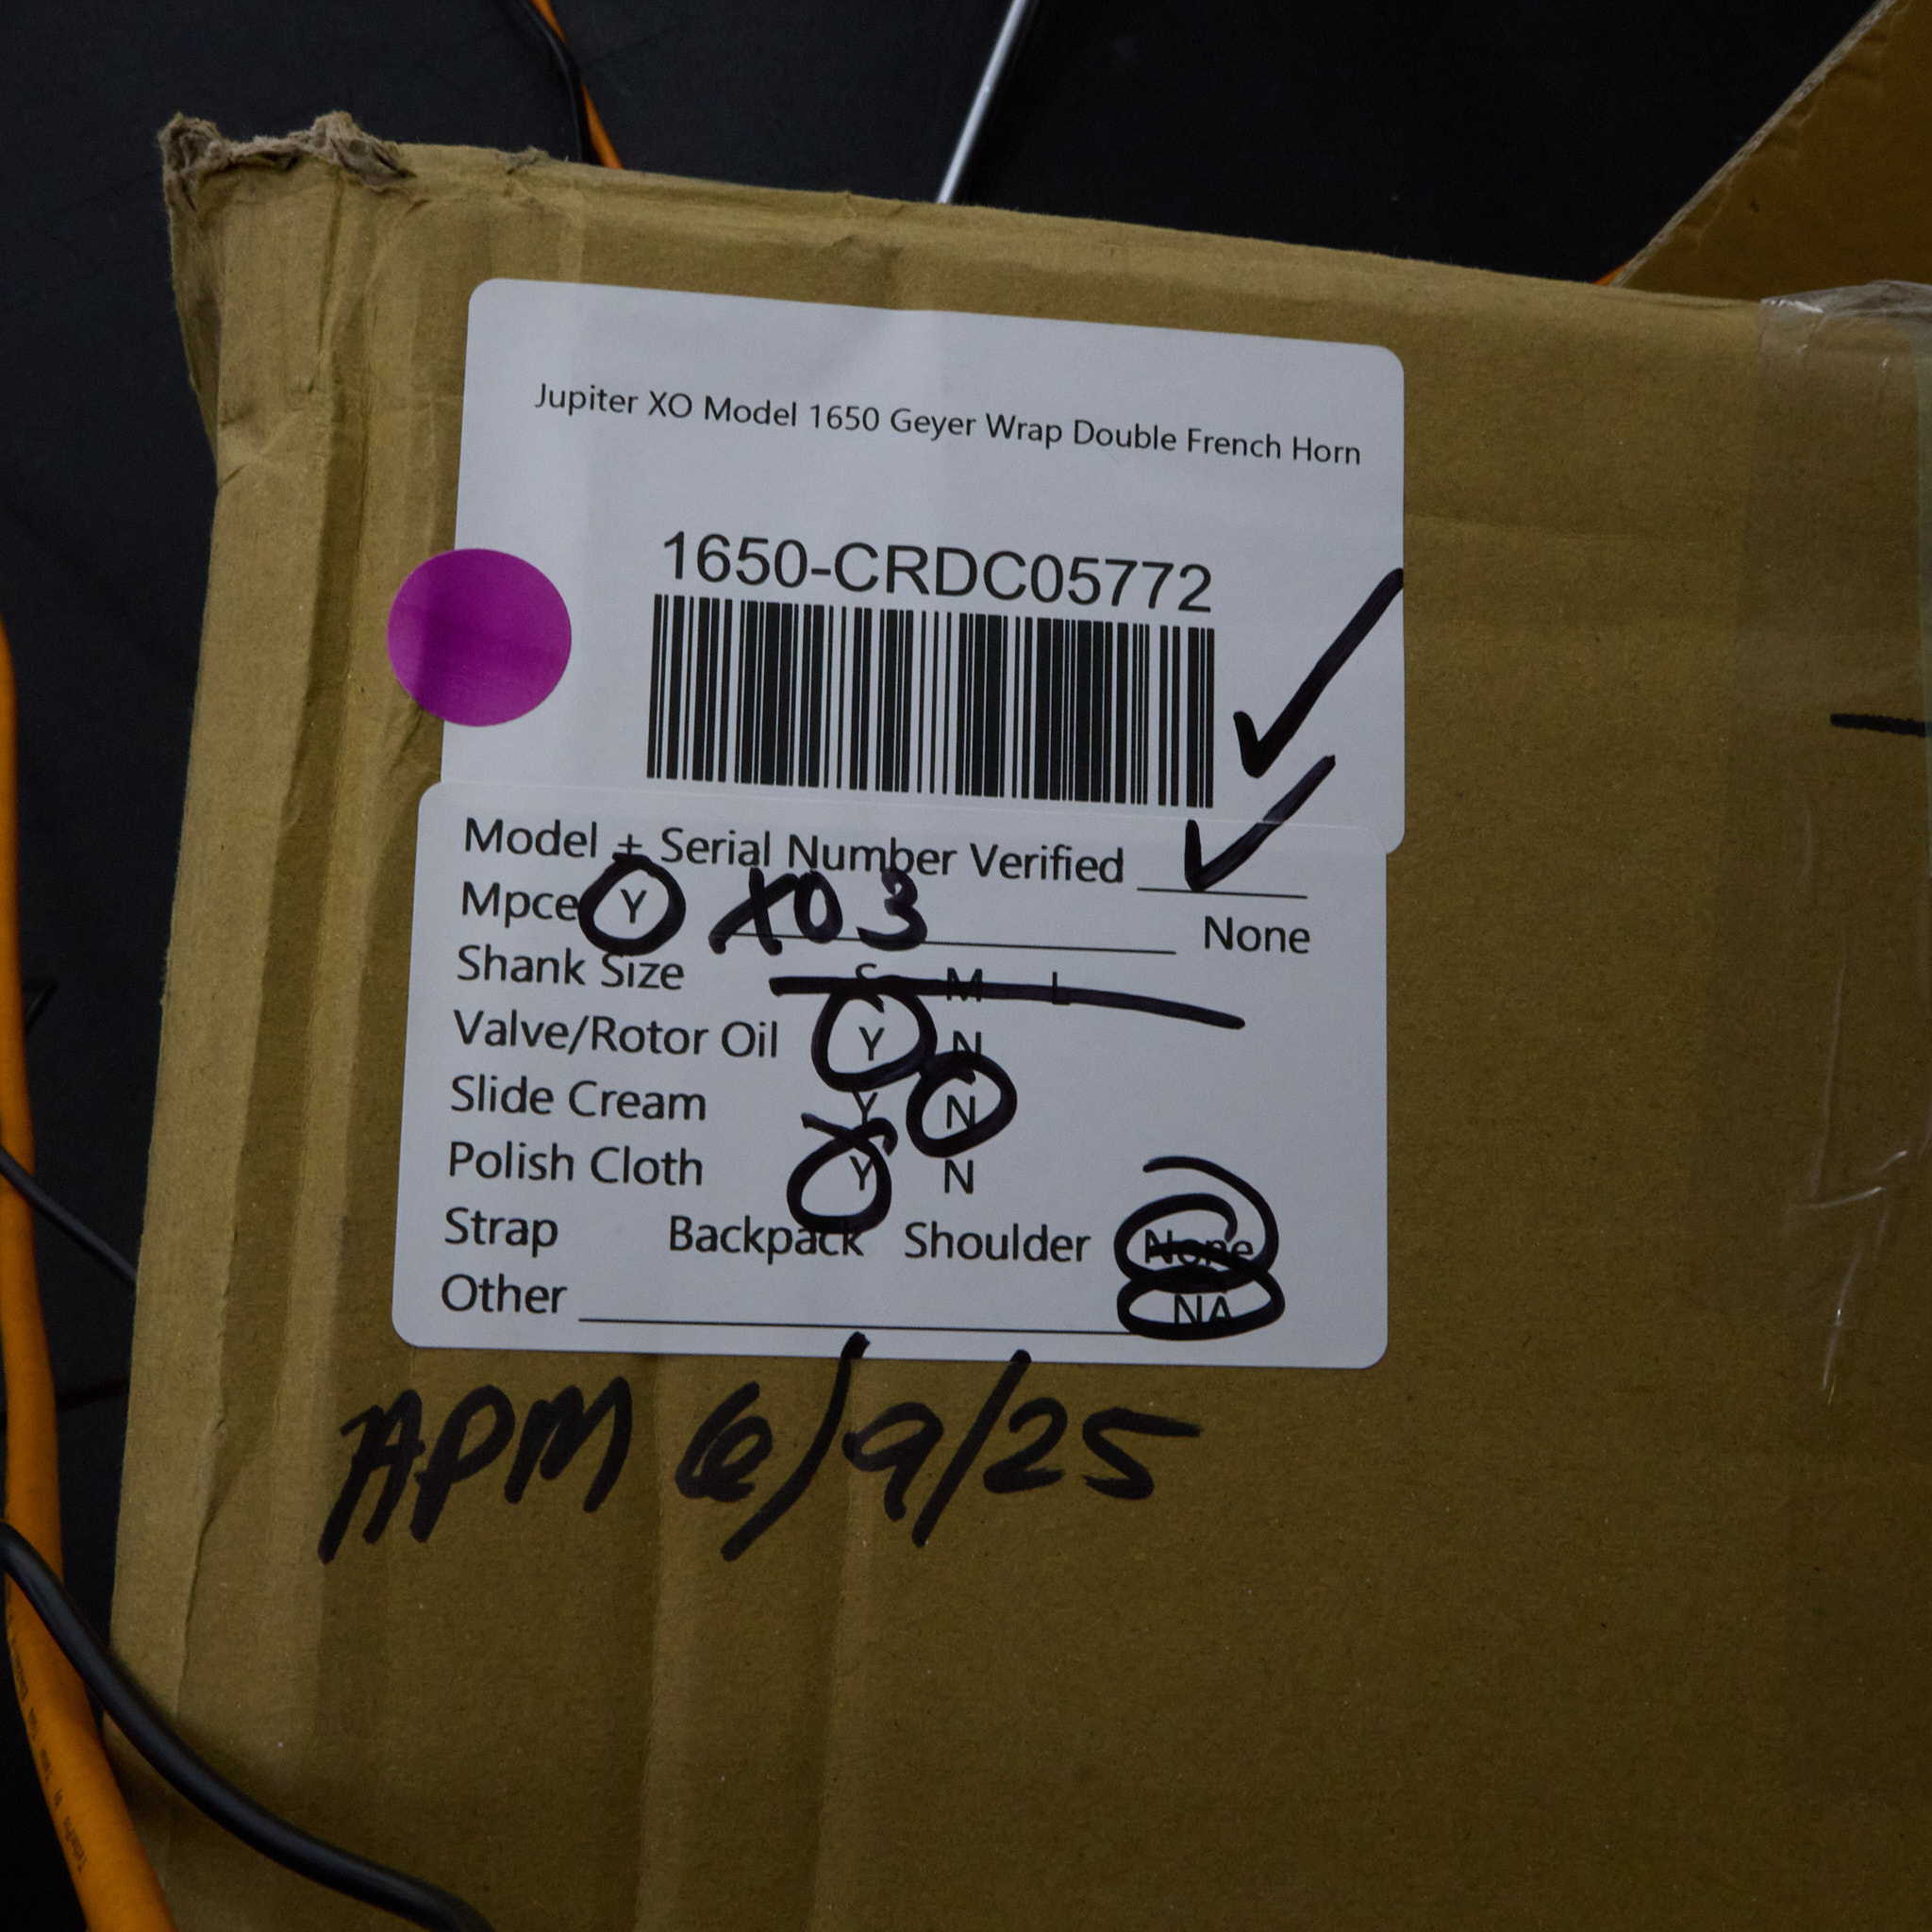 Jupiter XO Model 1650 Geyer Wrap Double French Horn
1650-CRDC05772
Model + Serial Number Verified ✓
Mpce Y XO3 None
Shank Size S M L
Valve/Rotor Oil Y N
Slide Cream Y N
Polish Cloth Y N
Strap Backpack Shoulder None
Other NA
APM 6/9/25